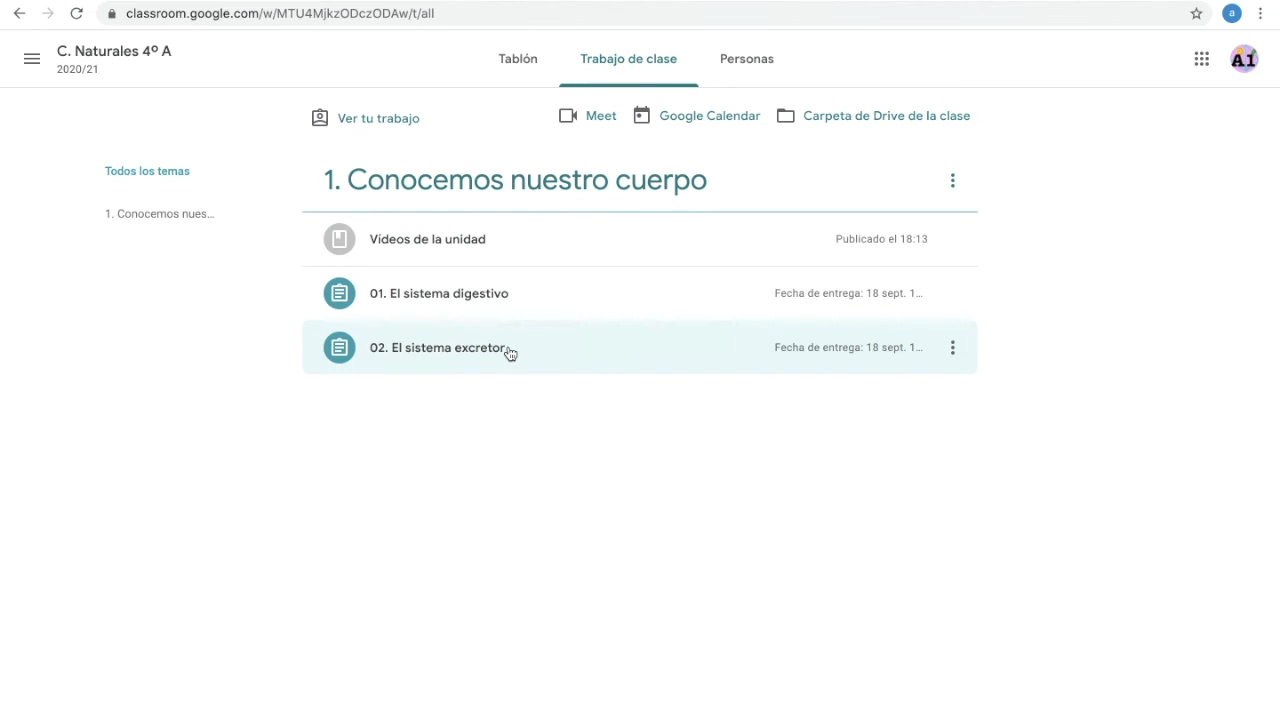 classroom.google.com/w/MTU4MjkzODczODAw/t/all
a
C. Naturales 4º A
2020/21
Tablón
Trabajo de clase
Personas
A1
Ver tu trabajo
Meet
Google Calendar
Carpeta de Drive de la clase
Todos los temas
1. Conocemos nues...
1. Conocemos nuestro cuerpo
Vídeos de la unidad
Publicado el 18:13
01. El sistema digestivo
Fecha de entrega: 18 sept. 1...
02. El sistema excretor
Fecha de entrega: 18 sept. 1...